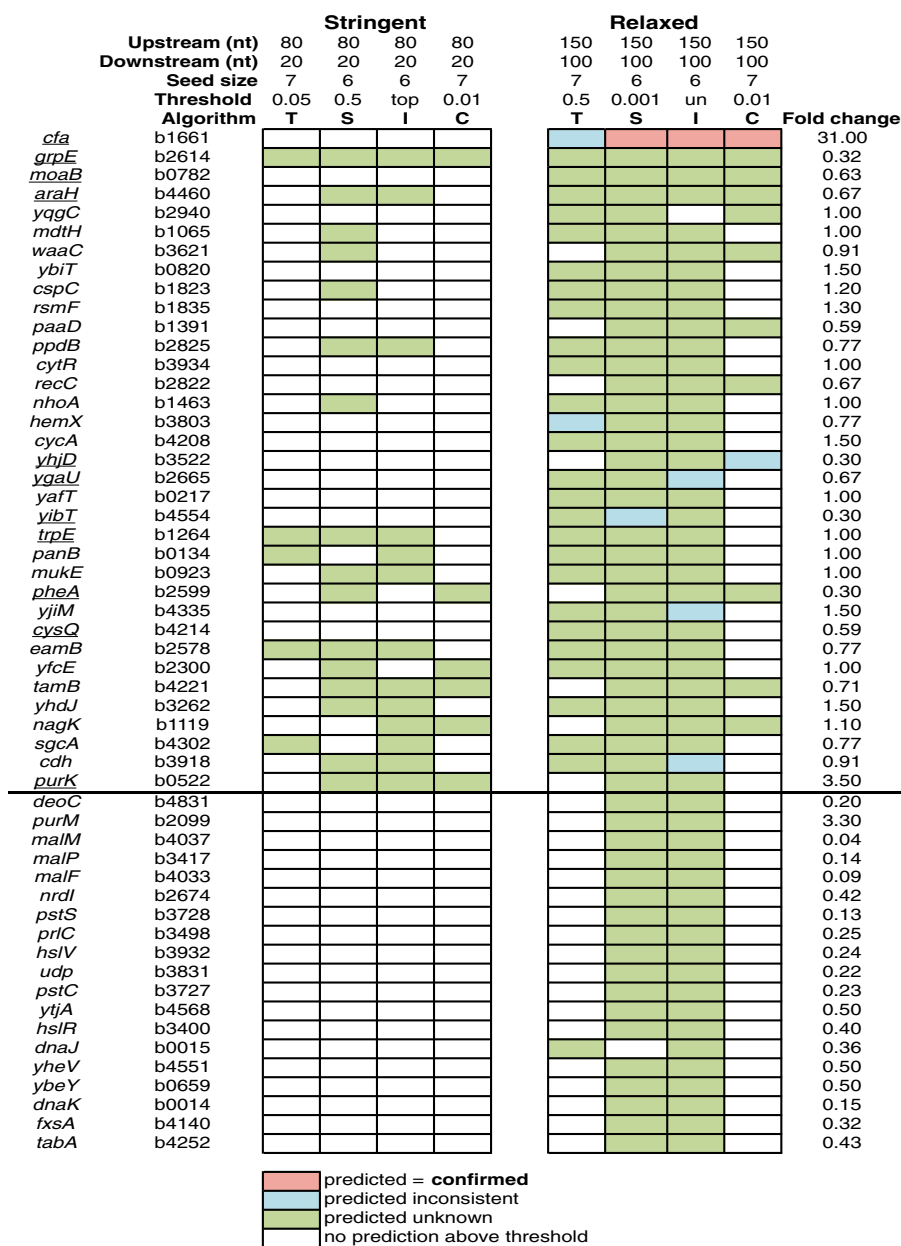 Stringent Relaxed
Upstream (nt) 80 80 80 80 150 150 150 150
Downstream (nt) 20 20 20 20 100 100 100 100
Seed size 7 6 6 7 7 6 6 7
Threshold 0.05 0.5 top 0.01 0.5 0.001 un 0.01
Algorithm T S I C T S I C Fold change
cfa b1661 31.00
grpE b2614 0.32
moaB b0782 0.63
araH b4460 0.67
yqgC b2940 1.00
mdtH b1065 1.00
waaC b3621 0.91
ybiT b0820 1.50
cspC b1823 1.20
rsmF b1835 1.30
paaD b1391 0.59
ppdB b2825 0.77
cytR b3934 1.00
recC b2822 0.67
nhoA b1463 1.00
hemX b3803 0.77
cycA b4208 1.50
yhjD b3522 0.30
ygaU b2665 0.67
yafT b0217 1.00
yibT b4554 0.30
trpE b1264 1.00
panB b0134 1.00
mukE b0923 1.00
pheA b2599 0.30
yjiM b4335 1.50
cysQ b4214 0.59
eamB b2578 0.77
yfcE b2300 1.00
tamB b4221 0.71
yhdJ b3262 1.50
nagK b1119 1.10
sgcA b4302 0.77
cdh b3918 0.91
purK b0522 3.50
deoC b4831 0.20
purM b2099 3.30
malM b4037 0.04
malP b3417 0.14
malF b4033 0.09
nrdI b2674 0.42
pstS b3728 0.13
prlC b3498 0.25
hslV b3932 0.24
udp b3831 0.22
pstC b3727 0.23
ytjA b4568 0.50
hslR b3400 0.40
dnaJ b0015 0.36
yheV b4551 0.50
ybeY b0659 0.50
dnaK b0014 0.15
fxsA b4140 0.32
tabA b4252 0.43
predicted = confirmed
predicted inconsistent
predicted unknown
no prediction above threshold